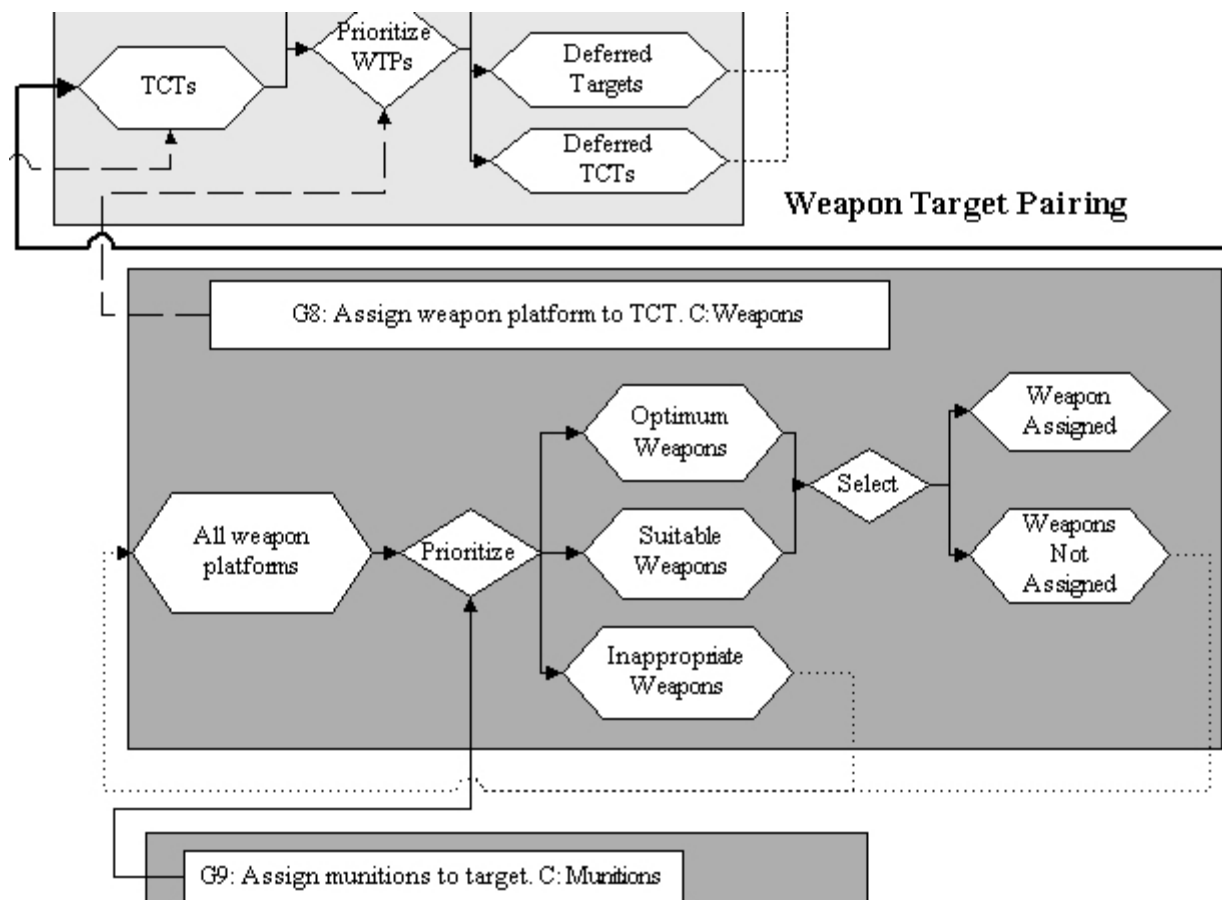 Prioritize
WTPs
TCTs
Deferred
Targets
Deferred
TCTs
Weapon Target Pairing
G8: Assign weapon platform to TCT. C:Weapons
Weapon
Assigned
Optimum
Weapons
Select
All weapon
platforms
Prioritize
Suitable
Weapons
Weapons
Not
Assigned
Inappropriate
Weapons
G9: Assign munitions to target. C: Munitions